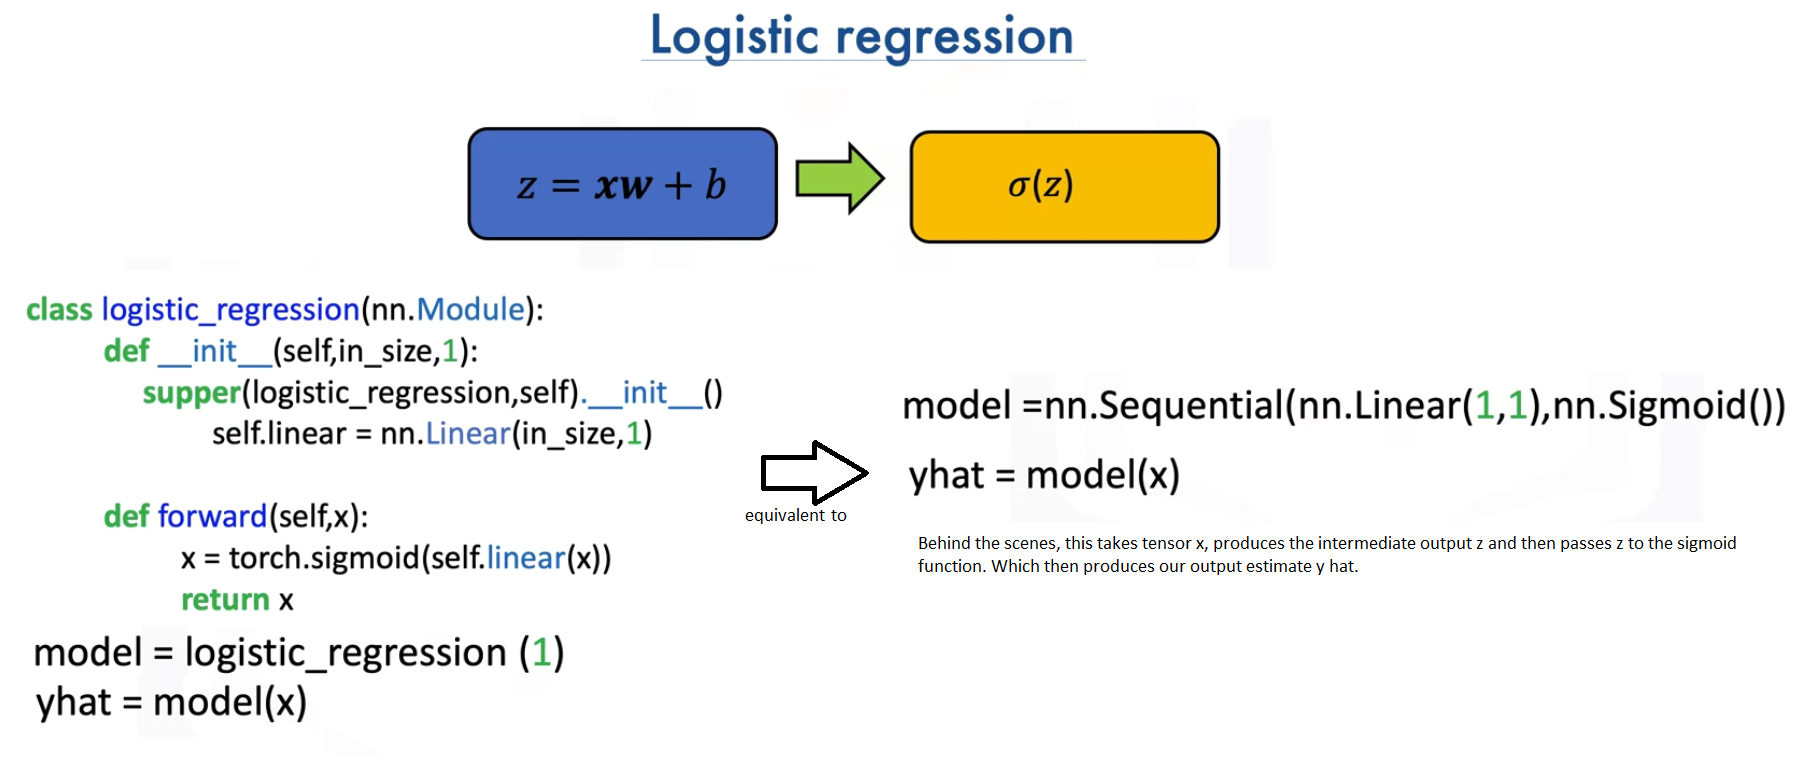 Logistic regression
z = xw + b
σ(z)
class logistic_regression(nn.Module):
def __init__(self,in_size,1):
supper(logistic_regression,self).__init__()
self.linear = nn.Linear(in_size,1)
def forward(self,x):
x = torch.sigmoid(self.linear(x))
return x
model = logistic_regression (1)
yhat = model(x)
equivalent to
model =nn.Sequential(nn.Linear(1,1),nn.Sigmoid())
yhat = model(x)
Behind the scenes, this takes tensor x, produces the intermediate output z and then passes z to the sigmoid
function. Which then produces our output estimate y hat.